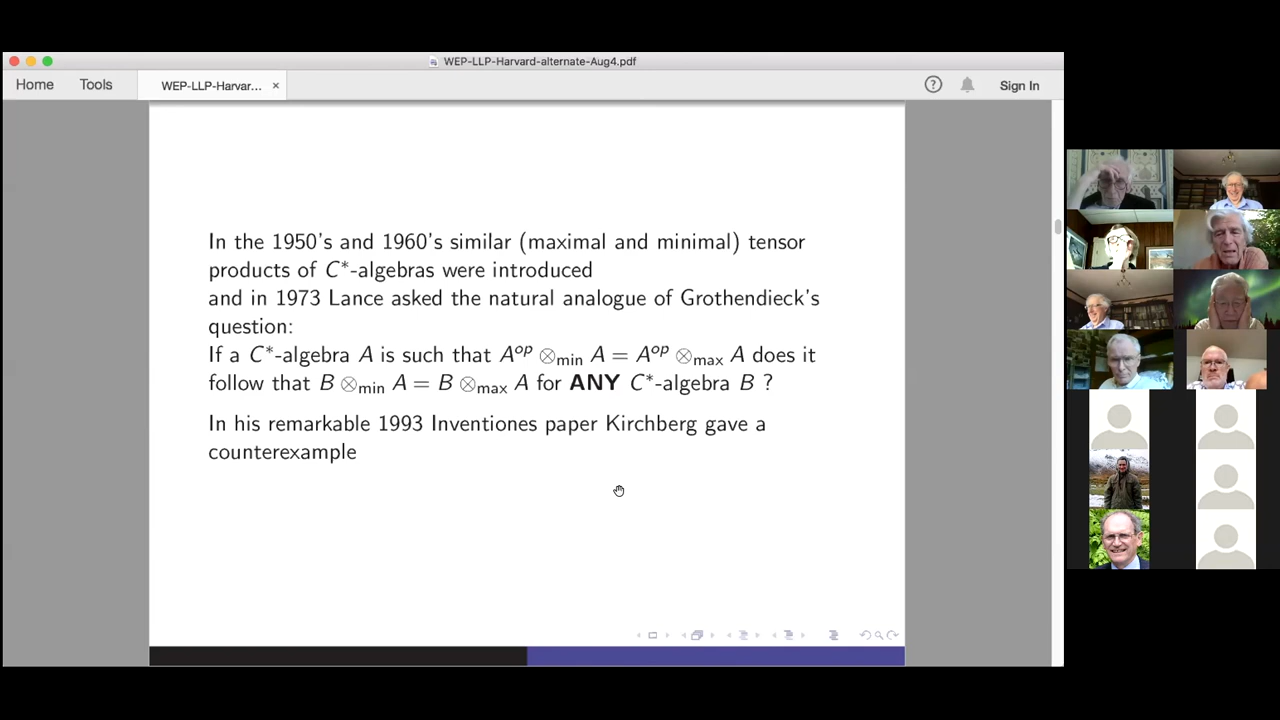 WEP-LLP-Harvard-alternate-Aug4.pdf
Home Tools WEP-LLP-Harvar... × ? Sign In
In the 1950's and 1960's similar (maximal and minimal) tensor
products of C*-algebras were introduced
and in 1973 Lance asked the natural analogue of Grothendieck's
question:
If a C*-algebra A is such that A^{op} ⊗_{min} A = A^{op} ⊗_{max} A does it
follow that B ⊗_{min} A = B ⊗_{max} A for ANY C*-algebra B ?
In his remarkable 1993 Inventiones paper Kirchberg gave a
counterexample